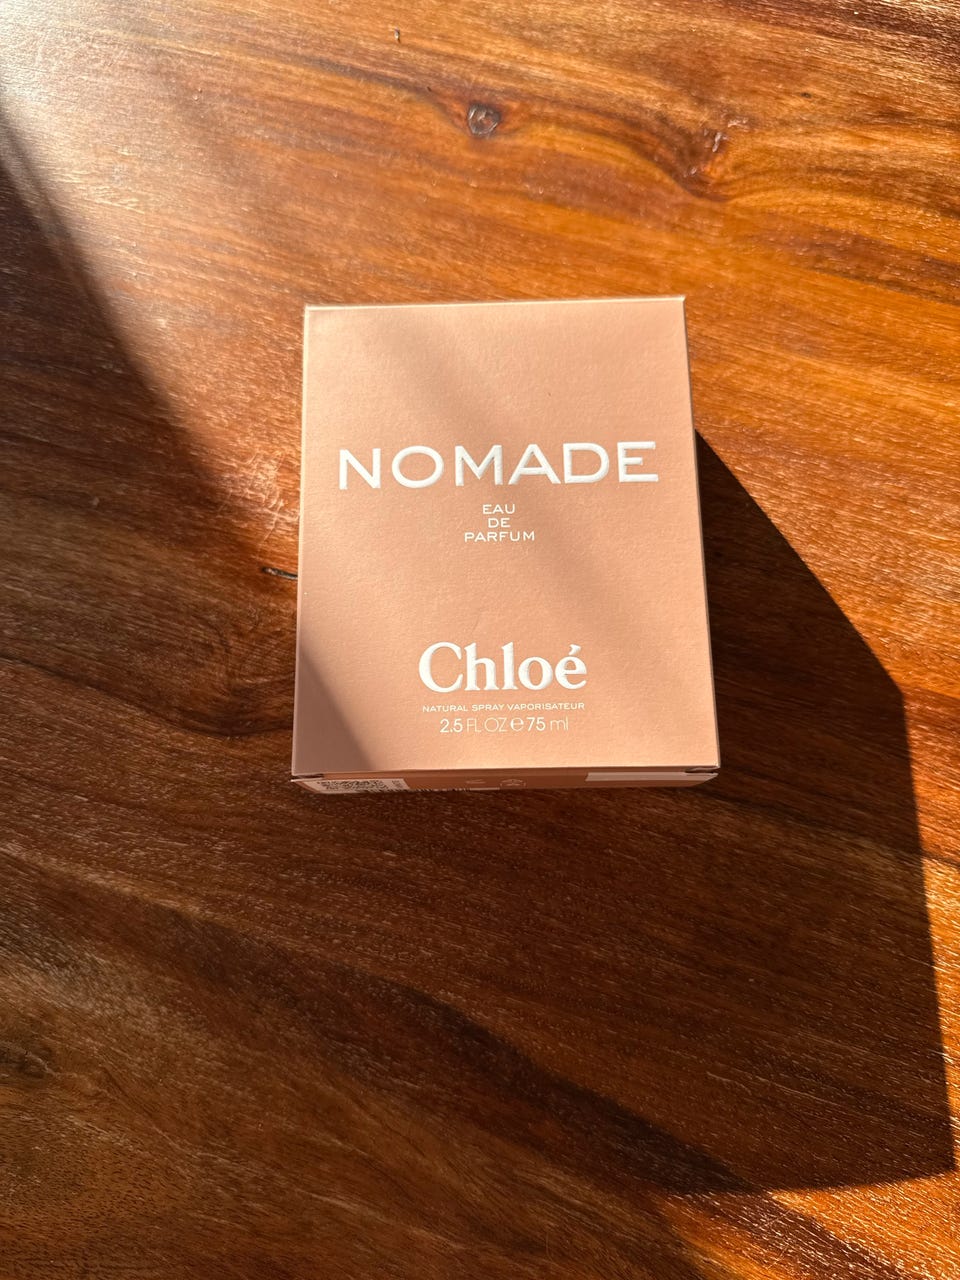 NOMADE
EAU
DE
PARFUM
Chloé
NATURAL SPRAY VAPORISATEUR
2.5 FL OZ ℮ 75 ml